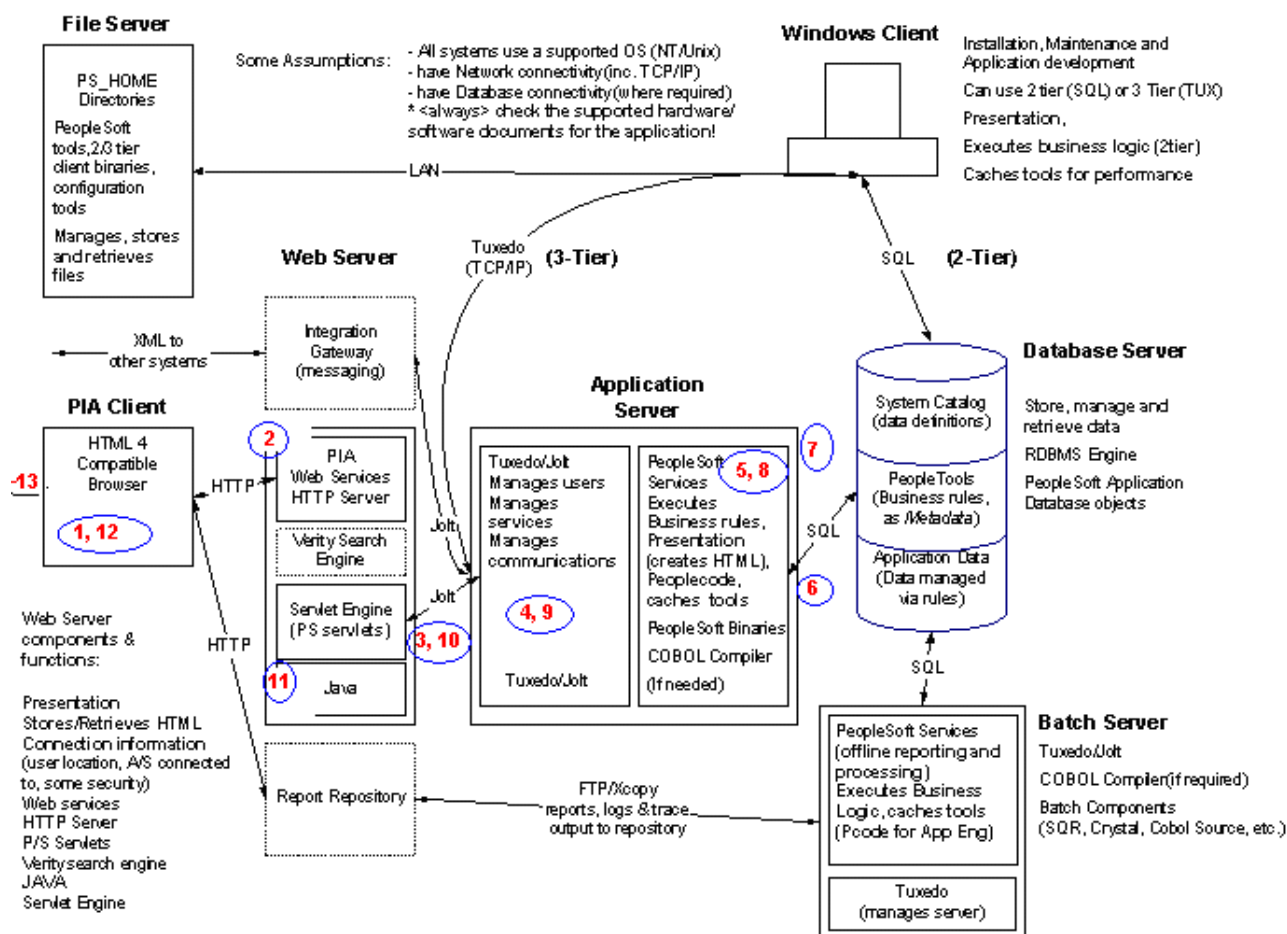 File Server
PS_HOME
Directories
PeopleSoft
tools,2/3 tier
client binaries,
configuration
tools
Manages, stores
and retrieves
files
Some Assumptions:
- All systems use a supported OS (NT/Unix)
- have Network connectivity(inc. TCP/IP)
- have Database connectivity(where required)
* <always> check the supported hardware/
software documents for the application!
Windows Client
Installation, Maintenance and
Application development
Can use 2 tier (SQL) or 3 Tier (TUX)
Presentation,
Executes business logic (2tier)
Caches tools for performance
LAN
Tuxedo
(TCP/IP)
(3-Tier)
SQL
(2-Tier)
Web Server
Integration
Gateway
(messaging)
XML to
other systems
PIA Client
HTML 4
Compatible
Browser
-13
1, 12
HTTP
2
PIA
Web Services
HTTP Server
Verity Search
Engine
Servlet Engine
(PS servlets)
11
Java
Jolt
Jolt
3, 10
Application
Server
Tuxedo/Jolt
Manages users
Manages
services
Manages
communications
4, 9
Tuxedo/Jolt
PeopleSoft
Services
Executes
Business rules,
Presentation
(creates HTML),
Peoplecode,
caches tools
PeopleSoft Binaries
COBOL Compiler
(If needed)
5, 8
7
SQL
6
Database Server
System Catalog
(data definitions)
PeopleTools
(Business rules,
as Metadata)
Application Data
(Data managed
via rules)
Store, manage and
retrieve data
RDBMS Engine
PeopleSoft Application
Database objects
SQL
Web Server
components &
functions:
Presentation
Stores/Retrieves HTML
Connection information
(user location, A/S connected
to, some security)
Web services
HTTP Server
P/S Servlets
Verity search engine
JAVA
Servlet Engine
HTTP
Report Repository
FTP/Xcopy
reports, logs & trace
output to repository
PeopleSoft Services
(offline reporting and
processing)
Executes Business
Logic, caches tools
(Pcode for App Eng)
Tuxedo
(manages server)
Batch Server
Tuxedo/Jolt
COBOL Compiler(if required)
Batch Components
(SQR, Crystal, Cobol Source, etc.)